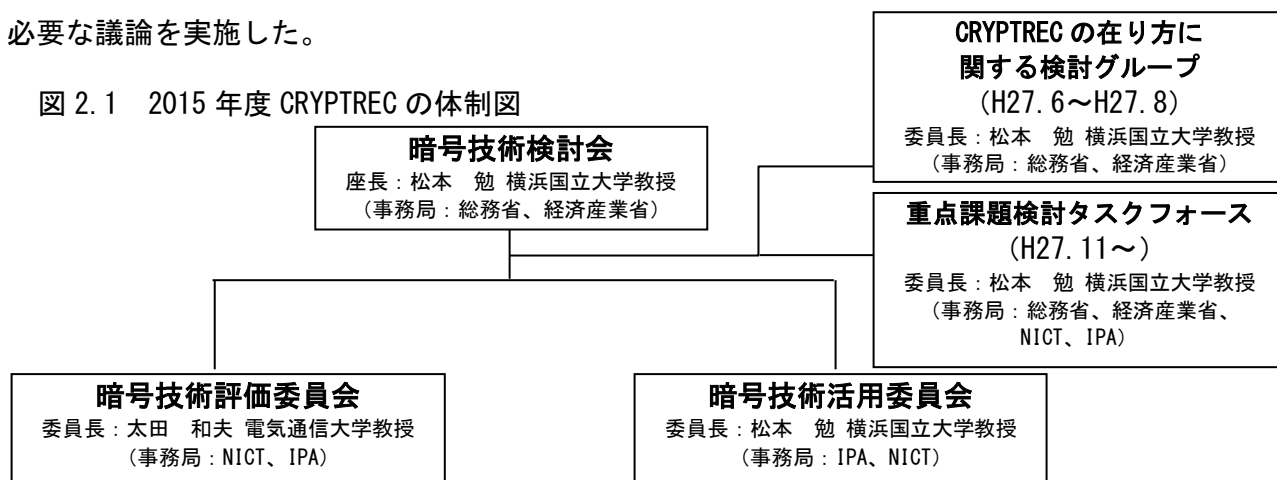 必要な議論を実施した。
図 2.1　2015 年度 CRYPTREC の体制図
CRYPTREC の在り方に
関する検討グループ
(H27.6～H27.8)
委員長：松本　勉 横浜国立大学教授
（事務局：総務省、経済産業省）
暗号技術検討会
座長：松本　勉 横浜国立大学教授
（事務局：総務省、経済産業省）
重点課題検討タスクフォース
(H27.11～)
委員長：松本　勉 横浜国立大学教授
（事務局：総務省、経済産業省、
NICT、IPA）
暗号技術評価委員会
委員長：太田　和夫 電気通信大学教授
（事務局：NICT、IPA）
暗号技術活用委員会
委員長：松本　勉 横浜国立大学教授
（事務局：IPA、NICT）